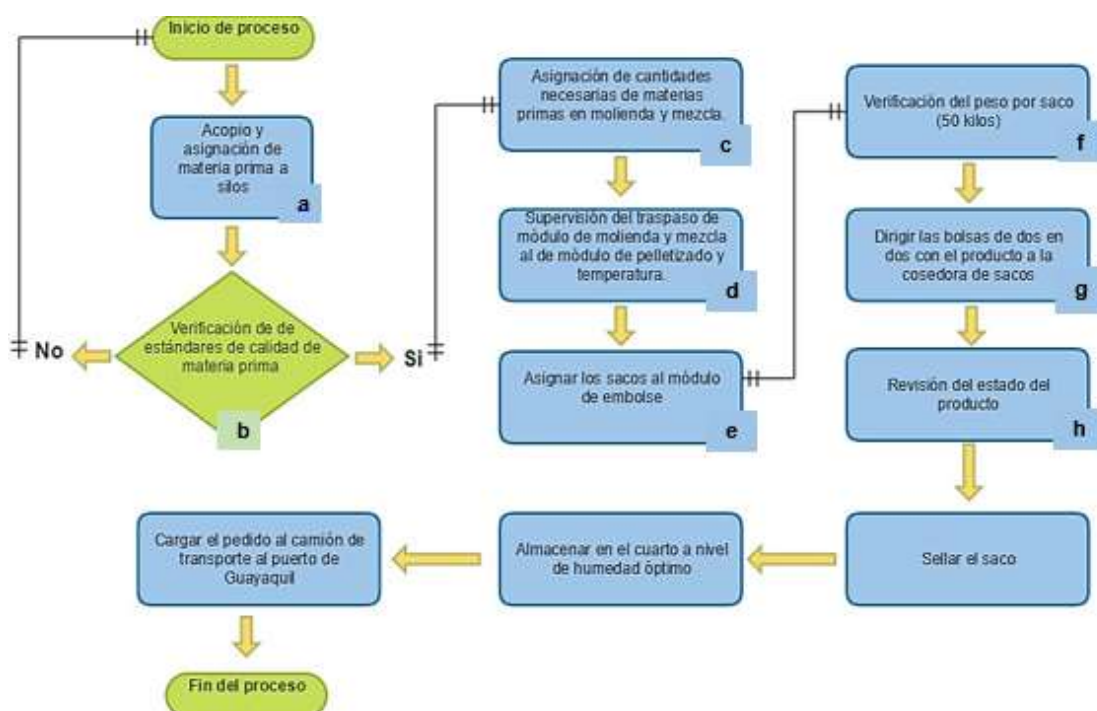 Inicio de proceso
Acopio y
asignación de
materia prima a
silos
a
Verificación de de
estándares de calidad de
materia prima
b
No
Si
Asignación de cantidades
necesarias de materias
primas en molienda y mezcla.
c
Supervisión del traspaso de
módulo de molienda y mezcla
al de módulo de pelletizado y
temperatura.
d
Asignar los sacos al módulo
de embolse
e
Verificación del peso por saco
(50 kilos)
f
Dirigir las bolsas de dos en
dos con el producto a la
cosedora de sacos
g
Revisión del estado del
producto
h
Sellar el saco
Almacenar en el cuarto a nivel
de humedad óptimo
Cargar el pedido al camión de
transporte al puerto de
Guayaquil
Fin del proceso